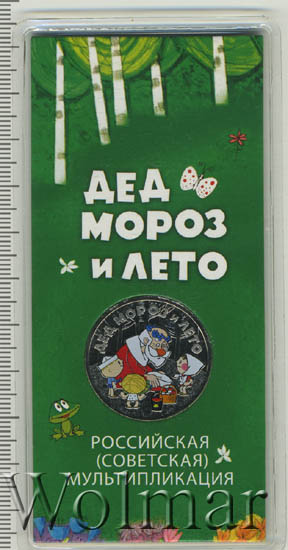 ДЕД
МОРОЗ
И ЛЕТО
ДЕД МОРОЗ И ЛЕТО
РОССИЙСКАЯ
(СОВЕТСКАЯ)
МУЛЬТИПЛИКАЦИЯ
Wolmar